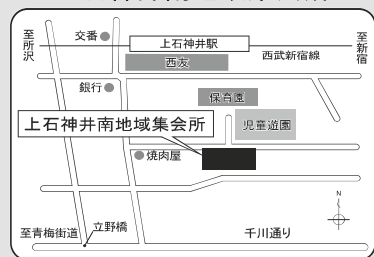 至所沢
交番
上石神井駅
西武新宿線
至新宿
西友
銀行
保育園
児童遊園
上石神井南地域集会所
焼肉屋
N
至青梅街道
立野橋
千川通り